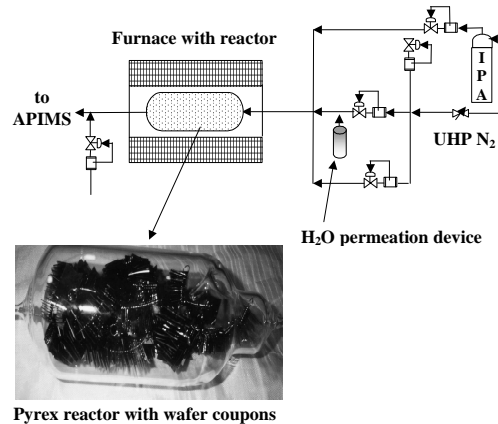 Furnace with reactor
I
P
A
to
APIMS
UHP N₂
H₂O permeation device
Pyrex reactor with wafer coupons